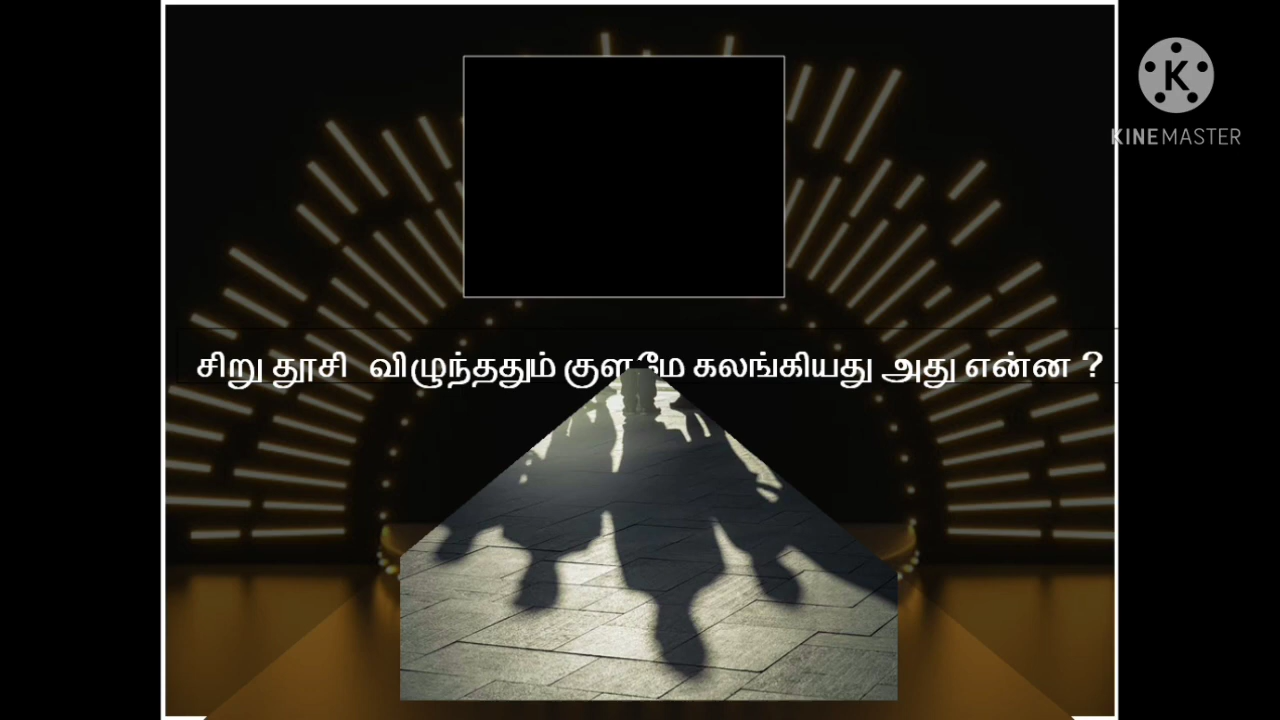 KINEMASTER
சிறு தூசி விழுந்ததும் குளமே கலங்கியது அது என்ன ?